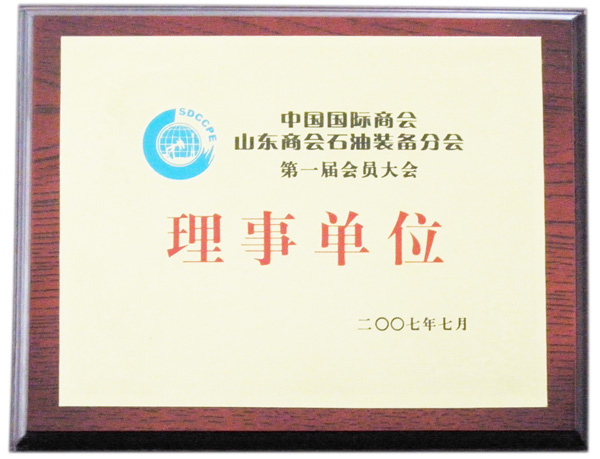 SDCCPE
中国国际商会
山东商会石油装备分会
第一届会员大会
理事单位
二〇〇七年七月